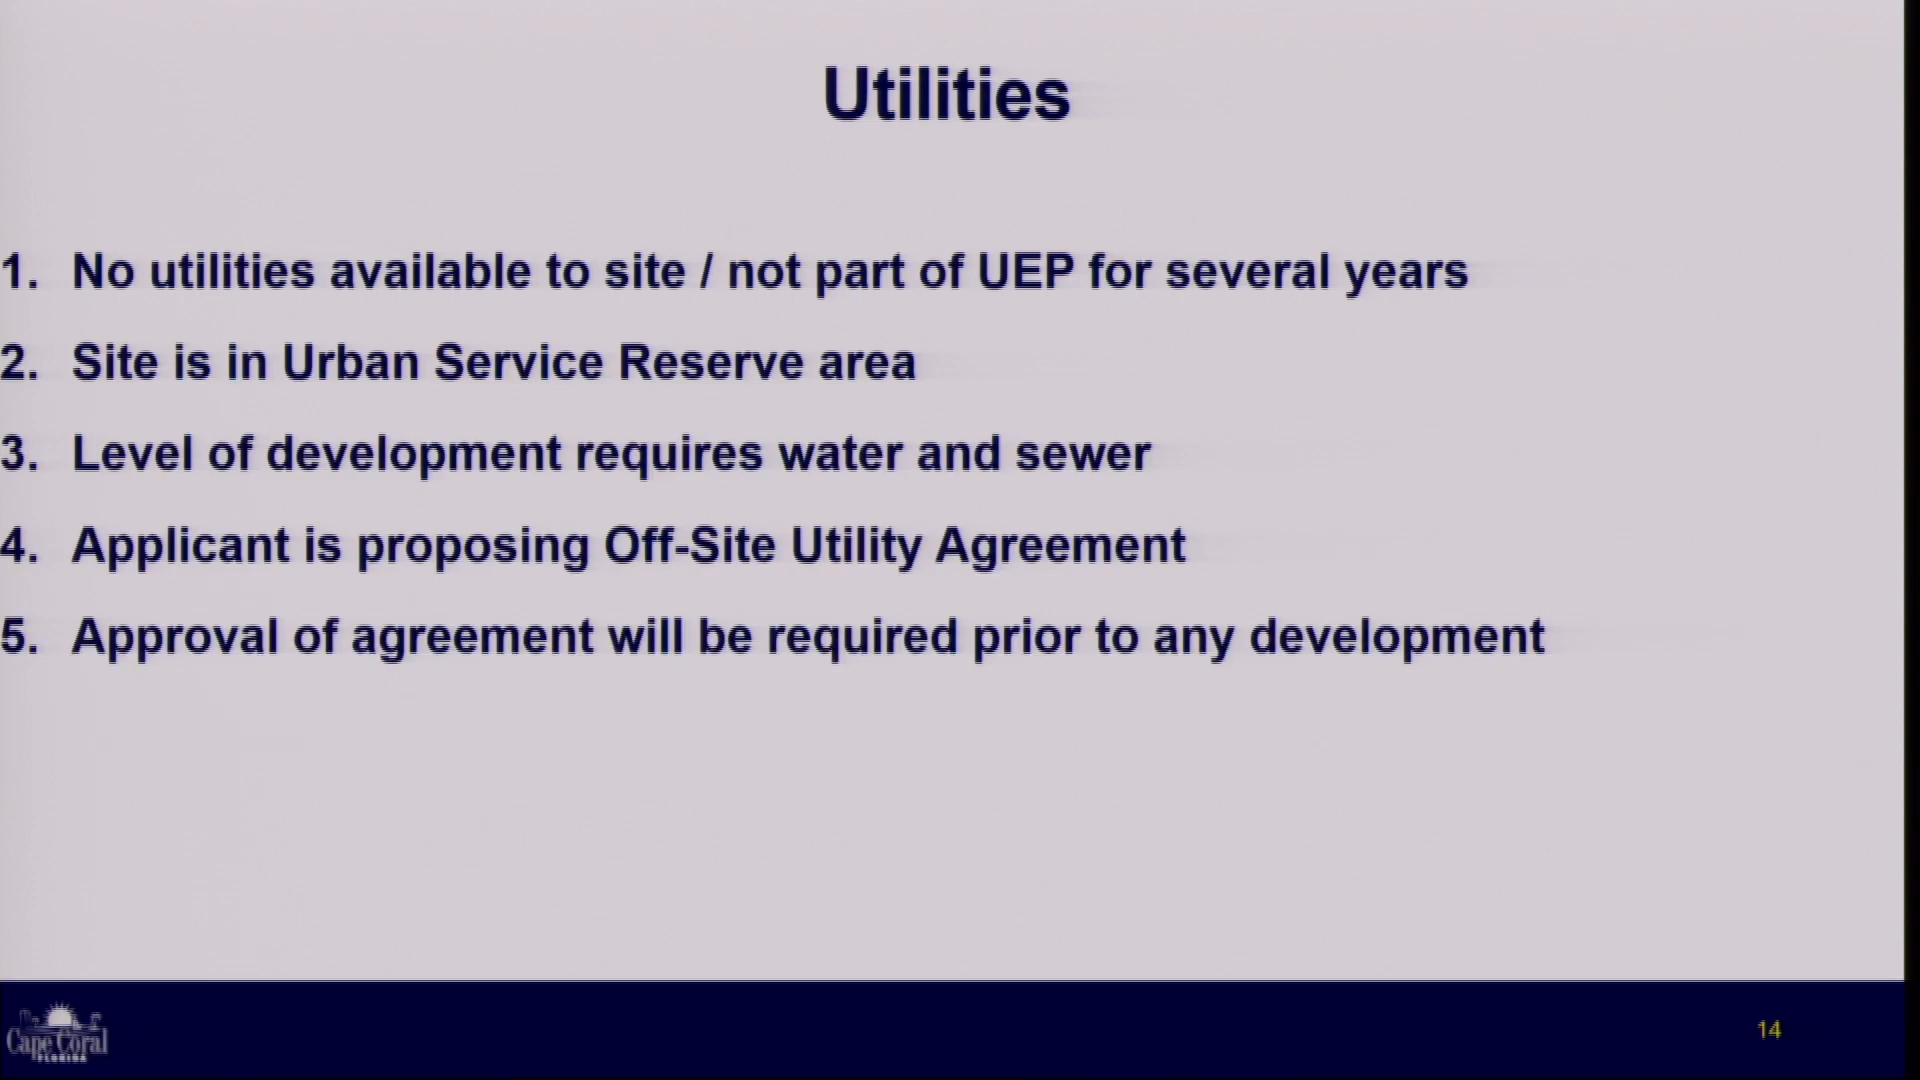 Utilities
1. No utilities available to site / not part of UEP for several years
2. Site is in Urban Service Reserve area
3. Level of development requires water and sewer
4. Applicant is proposing Off-Site Utility Agreement
5. Approval of agreement will be required prior to any development
Cape Coral
FLORIDA
14